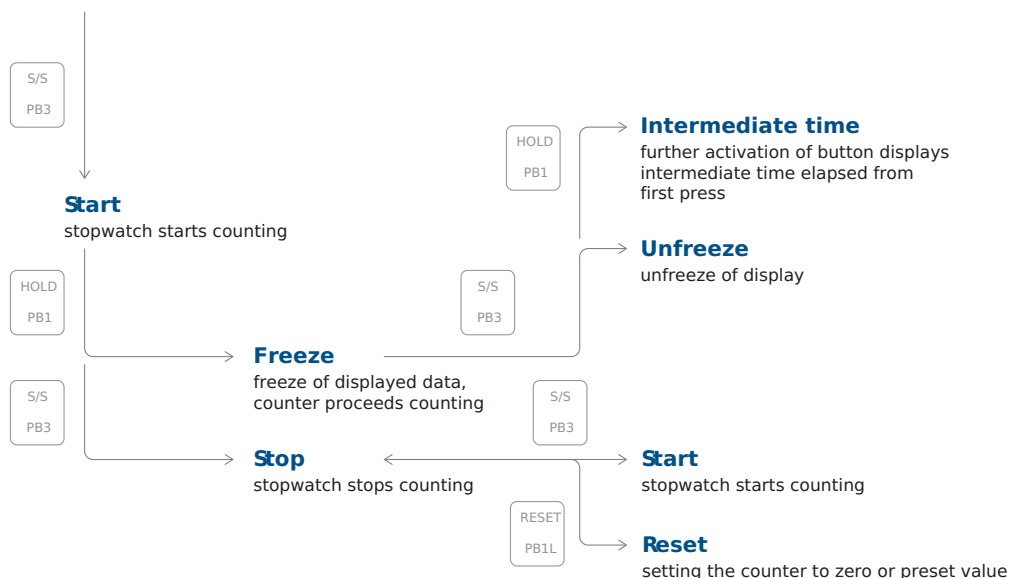 S/S
PB3
Start
stopwatch starts counting
HOLD
PB1
Intermediate time
further activation of button displays
intermediate time elapsed from
first press
S/S
PB3
Unfreeze
unfreeze of display
HOLD
PB1
Freeze
freeze of displayed data,
counter proceeds counting
S/S
PB3
Stop
stopwatch stops counting
S/S
PB3
Start
stopwatch starts counting
RESET
PB1L
Reset
setting the counter to zero or preset value